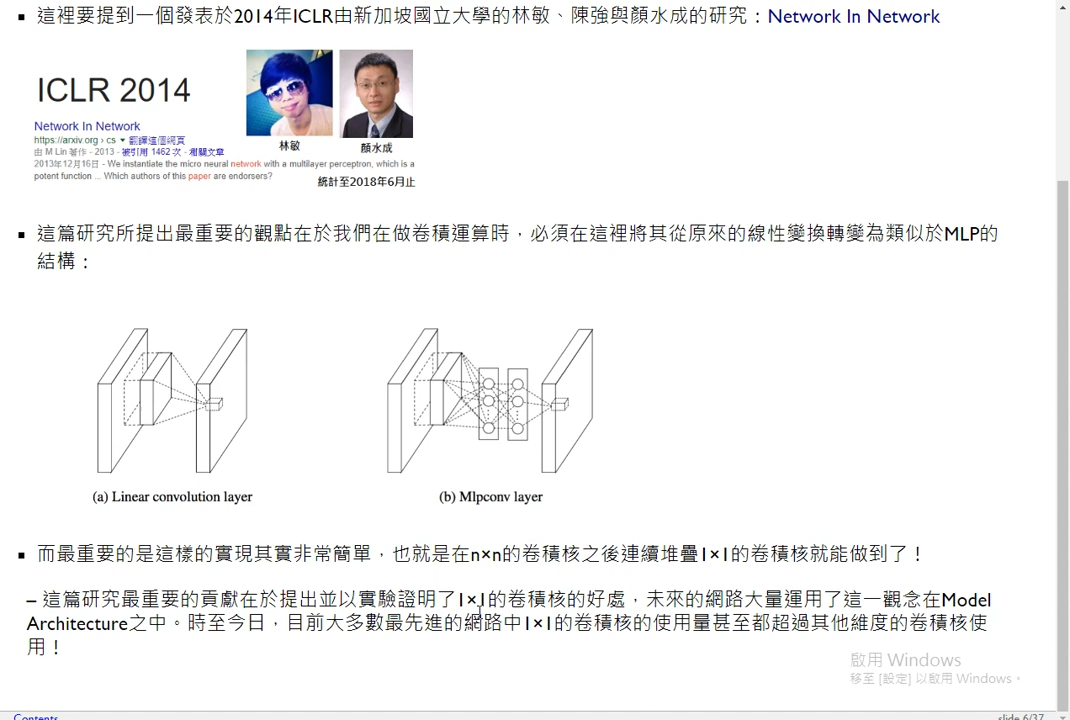 ▪ 這裡要提到一個發表於2014年ICLR由新加坡國立大學的林敏、陳強與顏水成的研究：Network In Network
ICLR 2014
Network In Network
https://arxiv.org › cs ▼ 翻譯這個網頁
由 M Lin 著作 - 2013 - 被引用 1462 次 - 相關文章
2013年12月16日 - We instantiate the micro neural network with a multilayer perceptron, which is a
potent function ... Which authors of this paper are endorsers?
林敏
顏水成
統計至2018年6月止
▪ 這篇研究所提出最重要的觀點在於我們在做卷積運算時，必須在這裡將其從原來的線性變換轉變為類似於MLP的
結構：
(a) Linear convolution layer
(b) Mlpconv layer
▪ 而最重要的是這樣的實現其實非常簡單，也就是在n×n的卷積核之後連續堆疊1×1的卷積核就能做到了！
– 這篇研究最重要的貢獻在於提出並以實驗證明了1×1的卷積核的好處，未來的網路大量運用了這一觀念在Model
Architecture之中。時至今日，目前大多數最先進的網路中1×1的卷積核的使用量甚至都超過其他維度的卷積核使
用！
啟用 Windows
移至 [設定] 以啟用 Windows。
Contents
slide 6/37